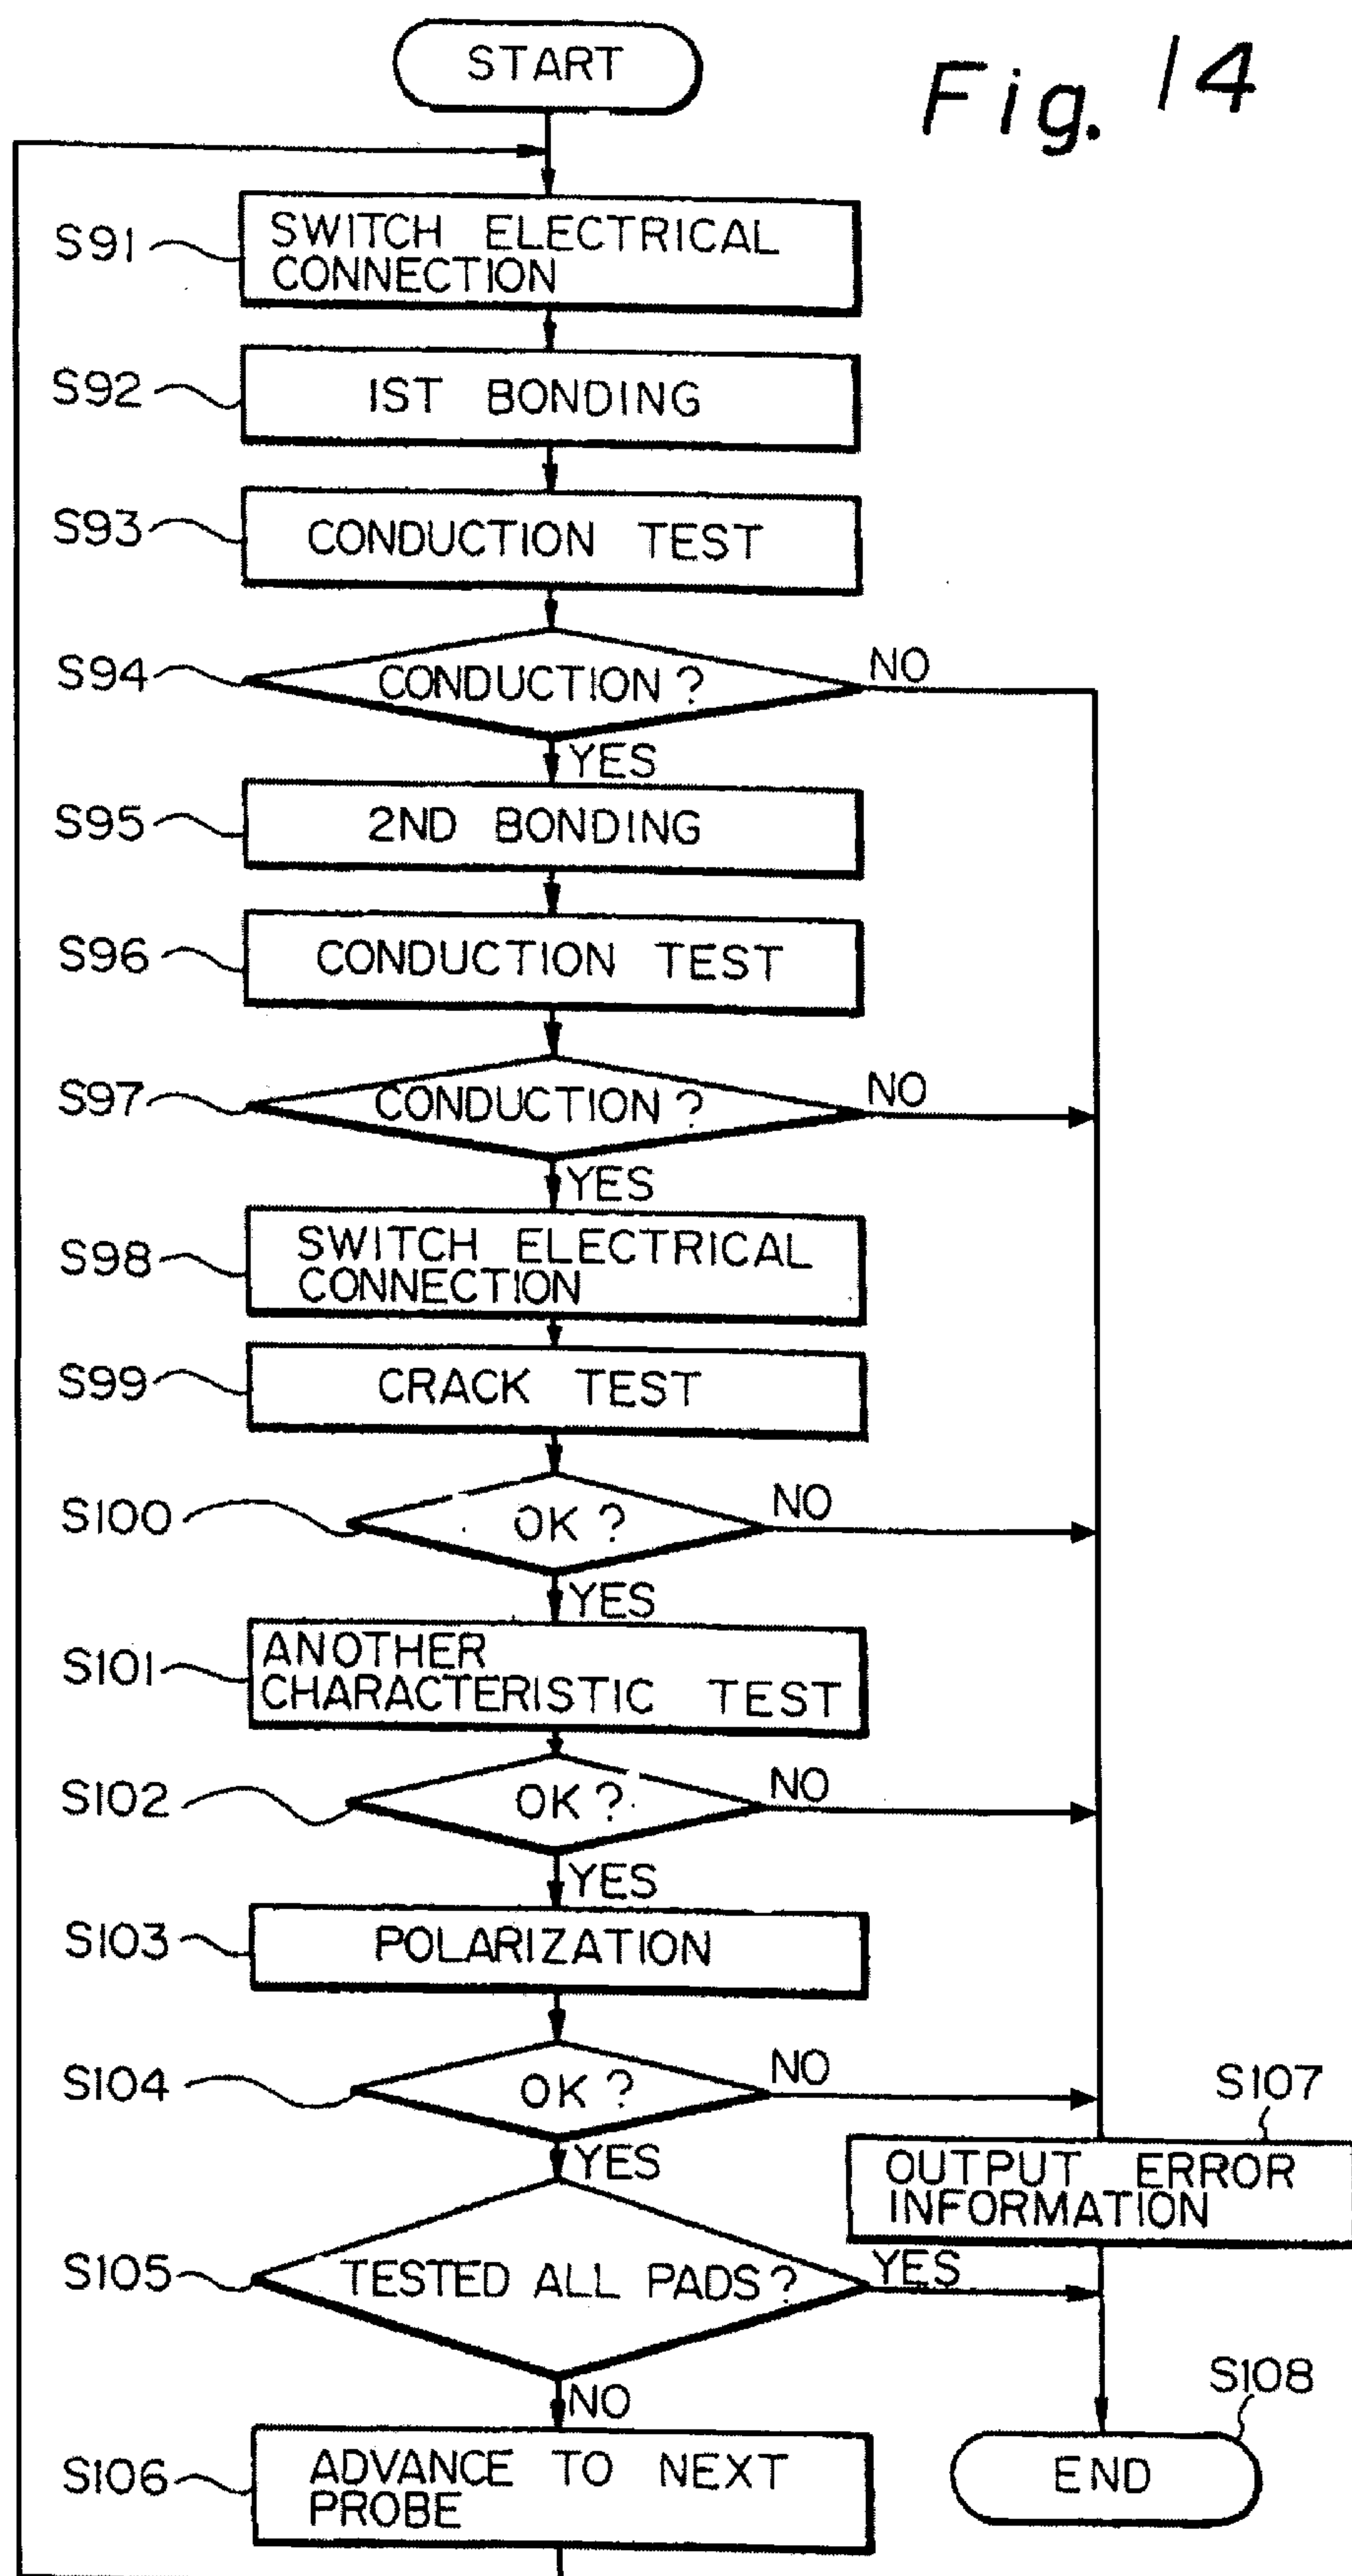 START
Fig. 14
S91
SWITCH ELECTRICAL
CONNECTION
S92
1ST BONDING
S93
CONDUCTION TEST
S94
CONDUCTION?
NO
YES
S95
2ND BONDING
S96
CONDUCTION TEST
S97
CONDUCTION?
NO
YES
S98
SWITCH ELECTRICAL
CONNECTION
S99
CRACK TEST
S100
OK?
NO
YES
S101
ANOTHER
CHARACTERISTIC TEST
S102
OK?
NO
YES
S103
POLARIZATION
S104
OK?
NO
YES
S107
OUTPUT ERROR
INFORMATION
S105
TESTED ALL PADS?
YES
NO
S108
END
S106
ADVANCE TO NEXT
PROBE